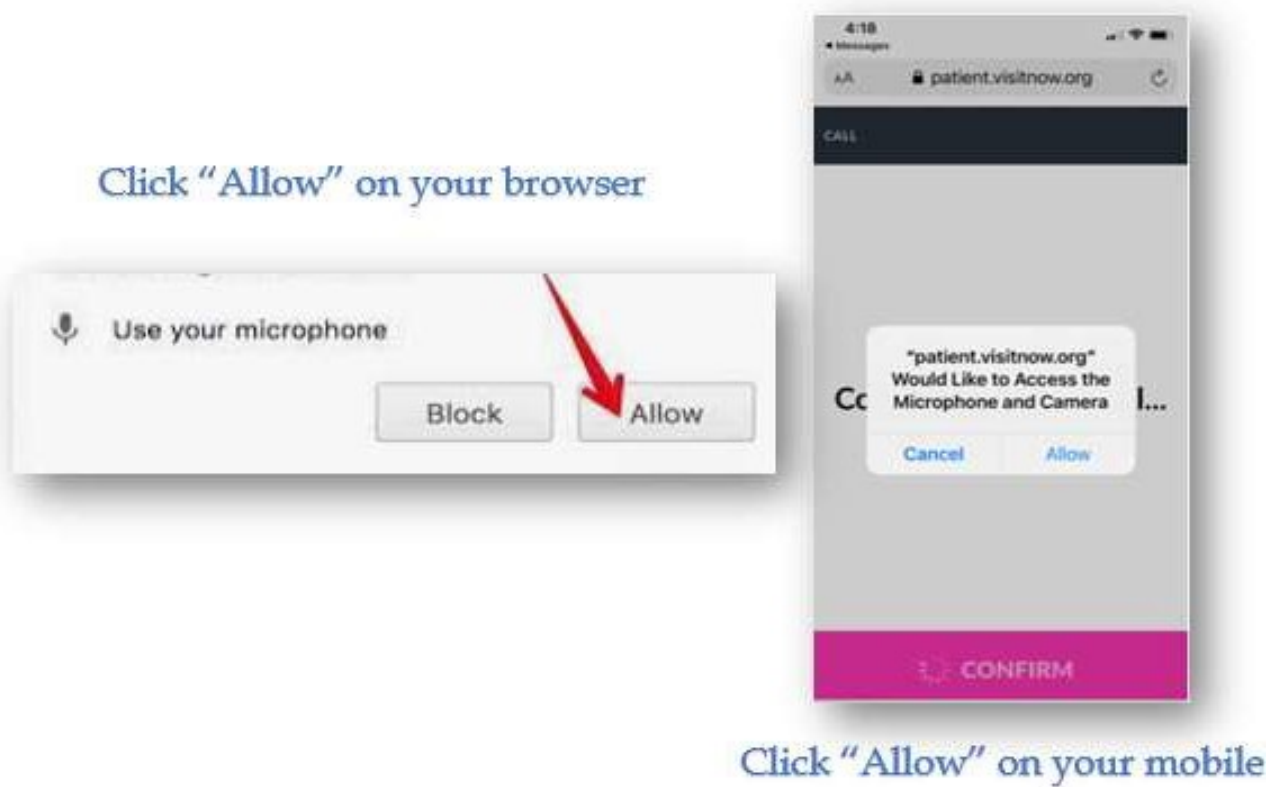 Click “Allow” on your browser
Use your microphone
Block
Allow
4:18
Messages
AA
patient.visitnow.org
CALL
"patient.visitnow.org"
Would Like to Access the
Microphone and Camera
Cancel
Allow
CONFIRM
Click “Allow” on your mobile